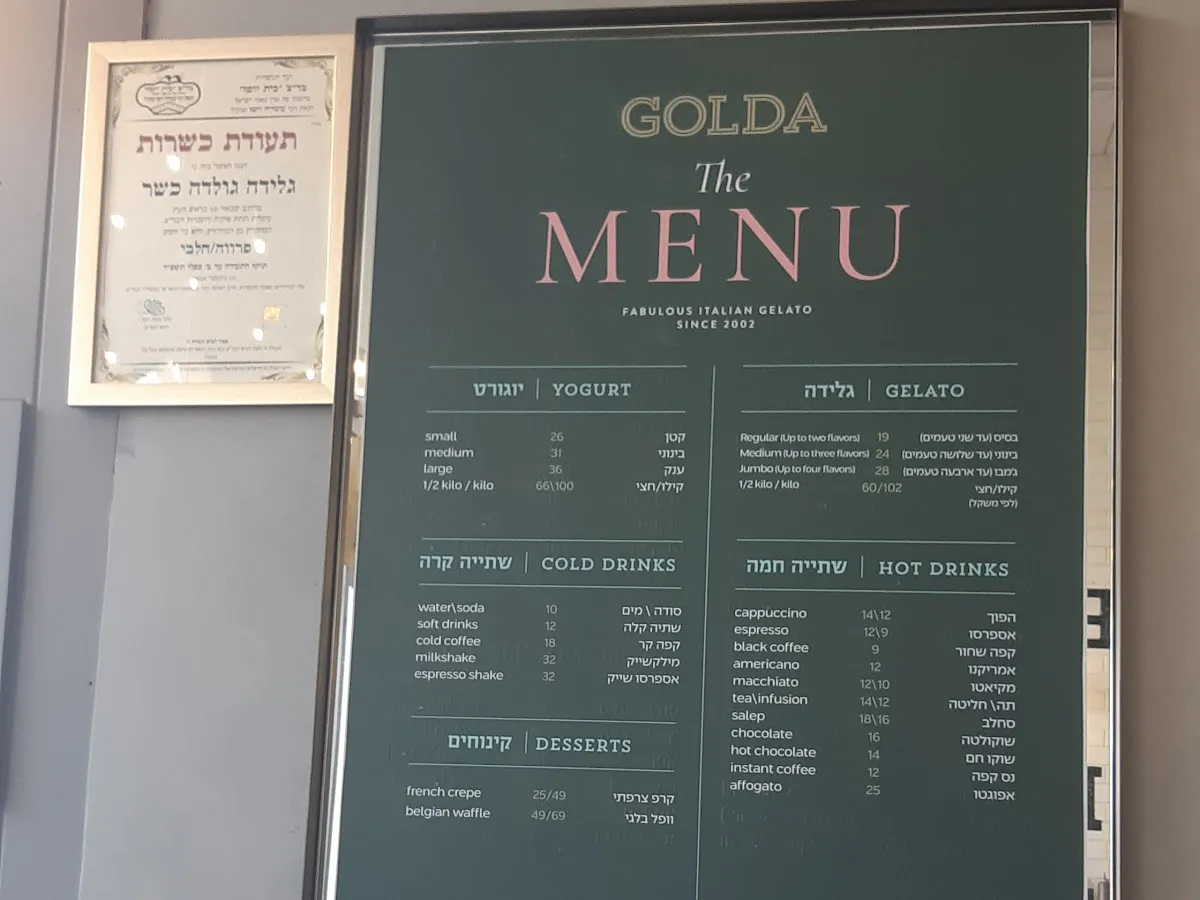 תעודת כשרות
גלידה גולדה כשר
פרווה/חלבי
GOLDA
The
MENU
FABULOUS ITALIAN GELATO
SINCE 2002
יוגורט | YOGURT
small 26 קטן
medium 31 בינוני
large 36 ענק
1/2 kilo / kilo 66\100 קילו/חצי
גלידה | GELATO
Regular (Up to two flavors) 19 בסיס (עד שני טעמים)
Medium (Up to three flavors) 24 בינוני (עד שלושה טעמים)
Jumbo (Up to four flavors) 28 ג'מבו (עד ארבעה טעמים)
1/2 kilo / kilo 60/102 קילו/חצי
(לפי משקל)
שתייה קרה | COLD DRINKS
water\soda 10 סודה \ מים
soft drinks 12 שתיה קלה
cold coffee 18 קפה קר
milkshake 32 מילקשייק
espresso shake 32 אספרסו שייק
שתייה חמה | HOT DRINKS
cappuccino 14\12 הפוך
espresso 12\9 אספרסו
black coffee 9 קפה שחור
americano 12 אמריקנו
macchiato 12\10 מקיאטו
tea\infusion 14\12 תה\ חליטה
salep 18\16 סחלב
chocolate 16 שוקולטה
hot chocolate 14 שוקו חם
instant coffee 12 נס קפה
affogato 25 אפוגטו
קינוחים | DESSERTS
french crepe 25/49 קרפ צרפתי
belgian waffle 49/69 וופל בלגי